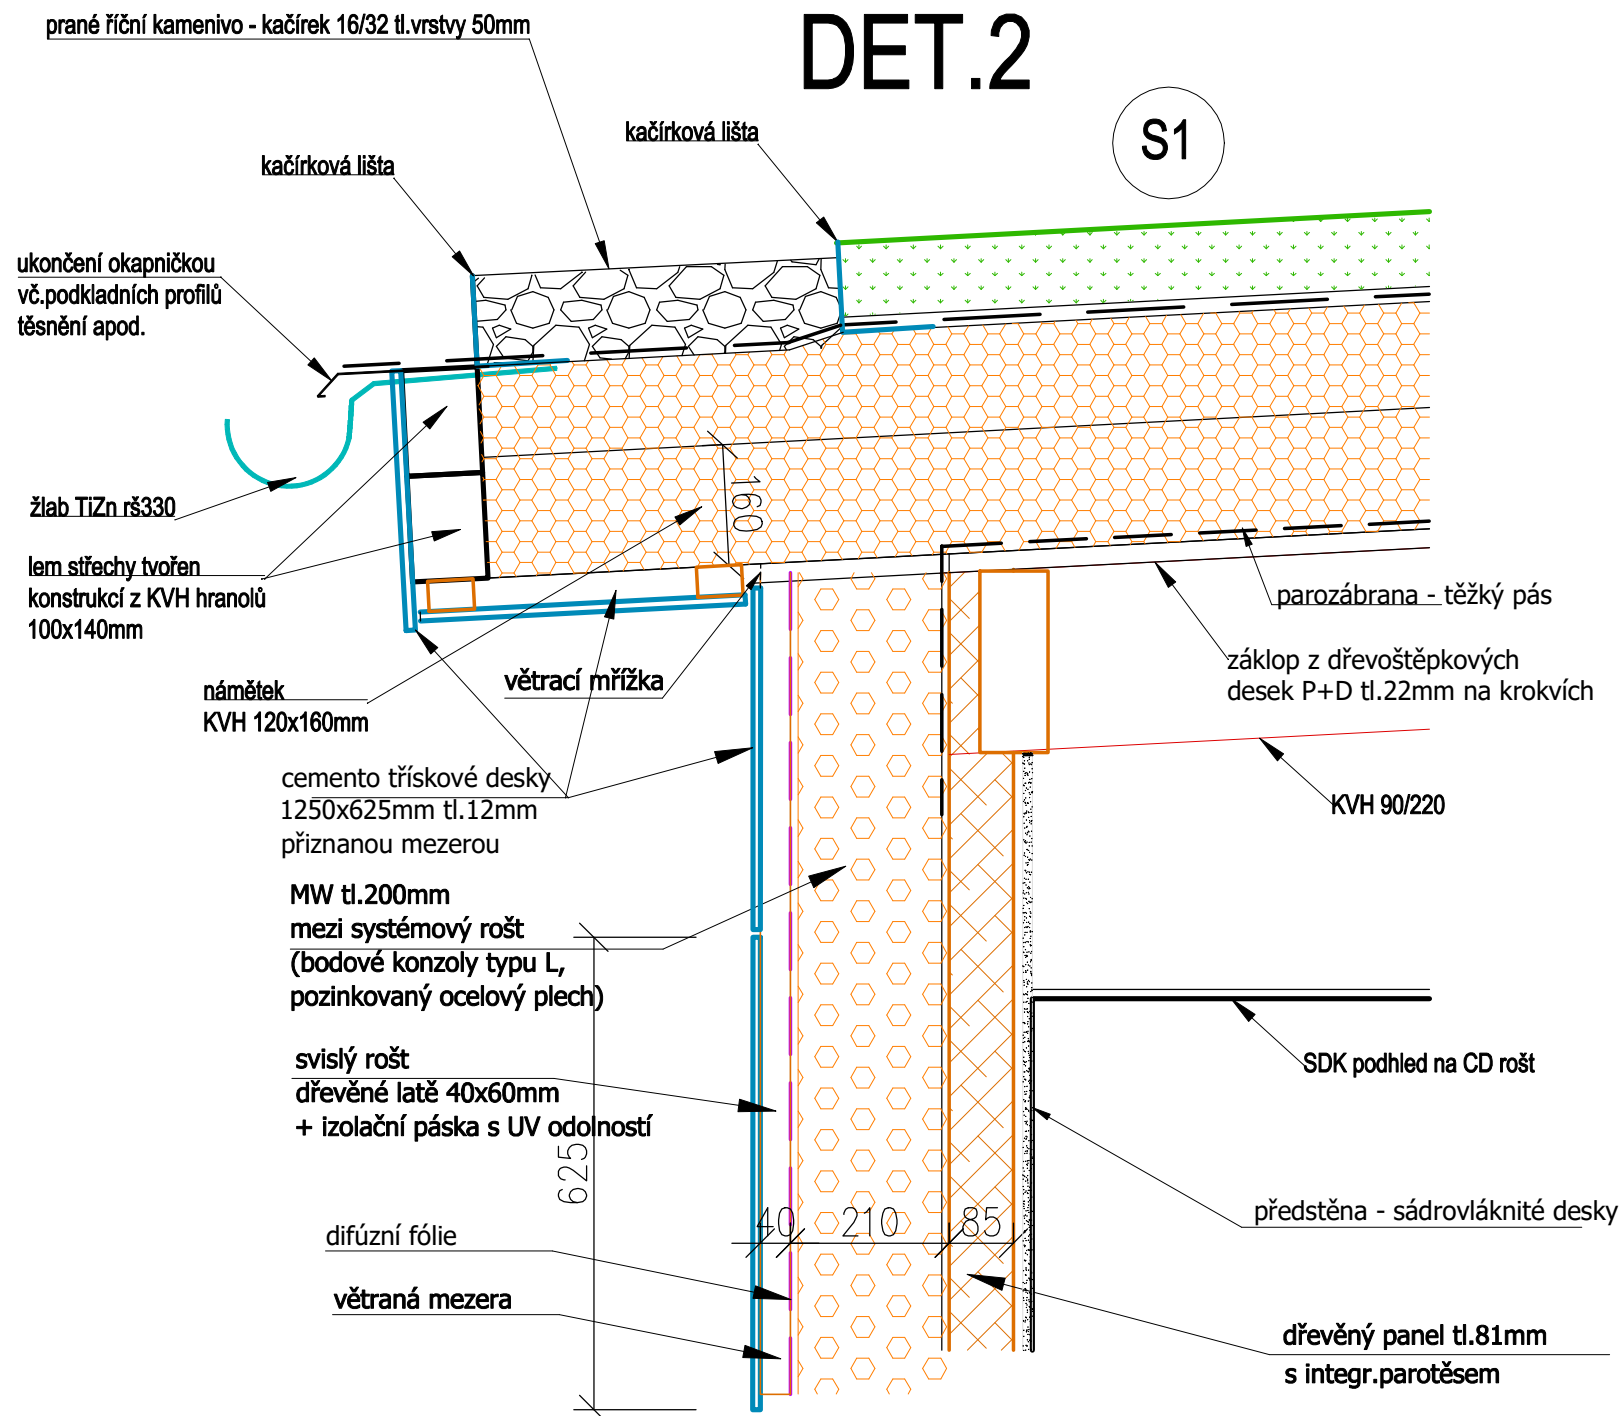 DET.2
prané říční kamenivo - kačírek 16/32 tl.vrstvy 50mm
kačírková lišta
S1
kačírková lišta
ukončení okapničkou
vč.podkladních profilů
těsnění apod.
žlab TiZn rš330
160
lem střechy tvořen
konstrukcí z KVH hranolů
100x140mm
parozábrana - těžký pás
základ z dřevoštěpkových
desek P+D tl.22mm na krokvích
větrací mřížka
námětek
KVH 120x160mm
cemento třískové desky
1250x625mm tl.12mm
přiznanou mezerou
KVH 90/220
MW tl.200mm
mezi systémový rošt
(bodové konzoly typu L,
pozinkovaný ocelový plech)
svislý rošt
dřevěné latě 40x60mm
+ izolační páska s UV odolností
SDK podhled na CD rošt
625
předstěna - sádrovláknité desky
40 210 85
difúzní fólie
větraná mezera
dřevěný panel tl.81mm
s integr.parotěsem